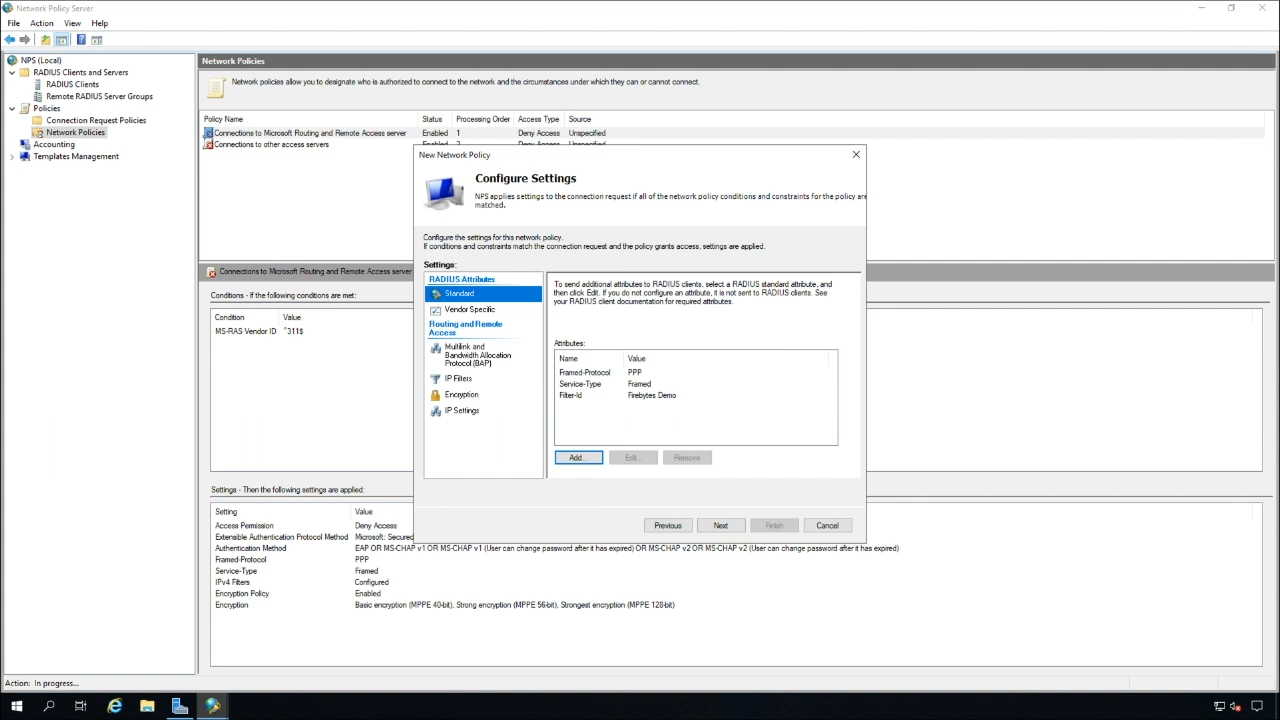 Network Policy Server
File Action View Help
NPS (Local)
RADIUS Clients and Servers
RADIUS Clients
Remote RADIUS Server Groups
Policies
Connection Request Policies
Network Policies
Accounting
Templates Management
Network Policies
Network policies allow you to designate who is authorized to connect to the network and the circumstances under which they can or cannot connect.
Policy Name Status Processing Order Access Type Source
Connections to Microsoft Routing and Remote Access server Enabled 1 Deny Access Unspecified
Connections to other access servers Enabled 2 Deny Access Unspecified
New Network Policy
Configure Settings
NPS applies settings to the connection request if all of the network policy conditions and constraints for the policy are
matched.
Configure the settings for this network policy.
If conditions and constraints match the connection request and the policy grants access, settings are applied.
Settings:
RADIUS Attributes
Standard
Vendor Specific
Routing and Remote
Access
Multilink and
Bandwidth Allocation
Protocol (BAP)
IP Filters
Encryption
IP Settings
To send additional attributes to RADIUS clients, select a RADIUS standard attribute, and
then click Edit. If you do not configure an attribute, it is not sent to RADIUS clients. See
your RADIUS client documentation for required attributes.
Attributes:
Name Value
Framed-Protocol PPP
Service-Type Framed
Filter-Id Firebytes Demo
Add... Edit... Remove
Previous Next Finish Cancel
Connections to Microsoft Routing and Remote Access server
Conditions - If the following conditions are met:
Condition Value
MS-RAS Vendor ID ^311$
Settings - Then the following settings are applied:
Setting Value
Access Permission Deny Access
Extensible Authentication Protocol Method Microsoft: Secured
Authentication Method EAP OR MS-CHAP v1 OR MS-CHAP v1 (User can change password after it has expired) OR MS-CHAP v2 OR MS-CHAP v2 (User can change password after it has expired)
Framed-Protocol PPP
Service-Type Framed
IPv4 Filters Configured
Encryption Policy Enabled
Encryption Basic encryption (MPPE 40-bit), Strong encryption (MPPE 56-bit), Strongest encryption (MPPE 128-bit)
Action: In progress...